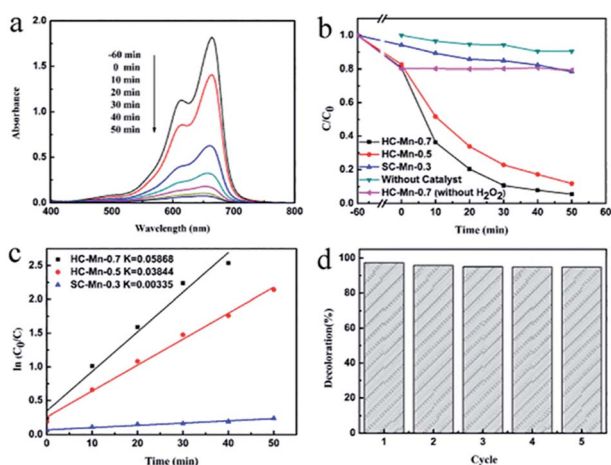 a
Absorbance
2.0
1.5
1.0
0.5
0.0
-60 min
0 min
10 min
20 min
30 min
40 min
50 min
400 500 600 700 800
Wavelength (nm)
b
C/C0
1.0
0.8
0.6
0.4
0.2
0.0
HC-Mn-0.7
HC-Mn-0.5
SC-Mn-0.3
Without Catalyst
HC-Mn-0.7 (without H2O2)
-60 0 10 20 30 40 50 60
Time (min)
c
ln (C0/C)
2.5
2.0
1.5
1.0
0.5
0.0
HC-Mn-0.7 K=0.05868
HC-Mn-0.5 K=0.03844
SC-Mn-0.3 K=0.00335
0 10 20 30 40 50
Time (min)
d
Decoloration(%)
100
80
60
40
20
0
1 2 3 4 5
Cycle